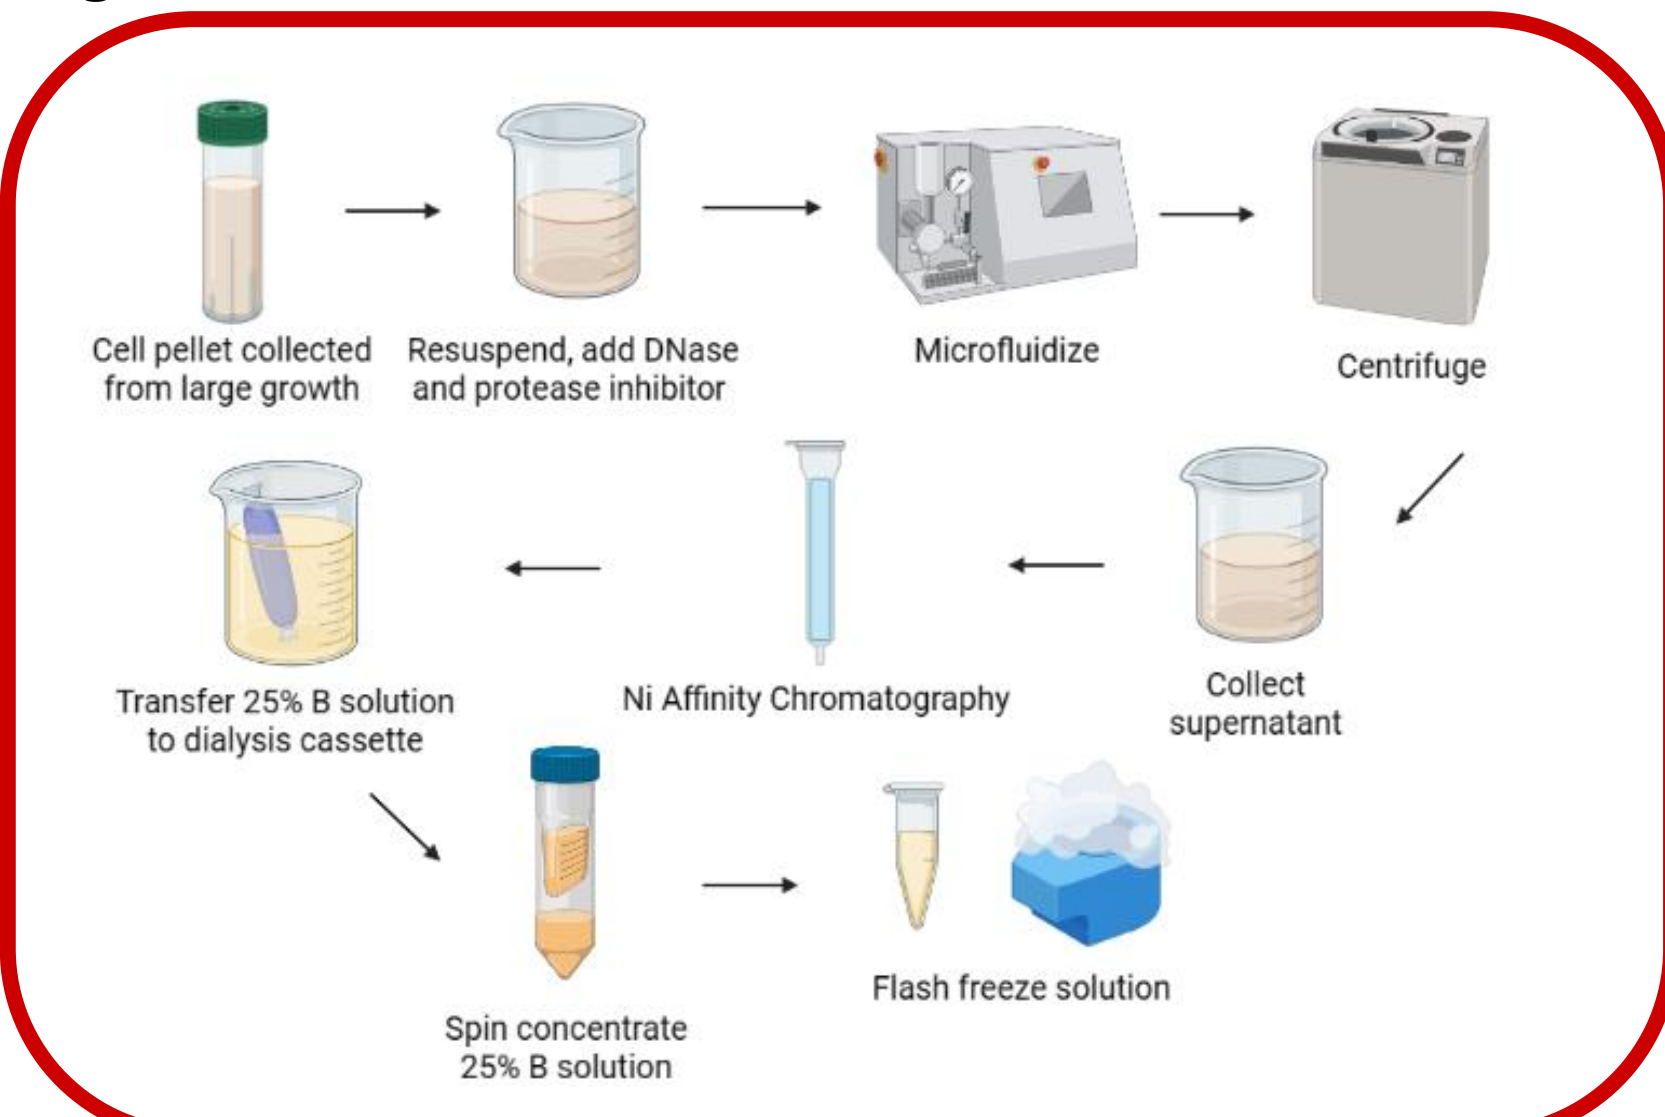 Cell pellet collected
from large growth
Resuspend, add DNase
and protease inhibitor
Microfluidize
Centrifuge
Collect
supernatant
Ni Affinity Chromatography
Transfer 25% B solution
to dialysis cassette
Spin concentrate
25% B solution
Flash freeze solution